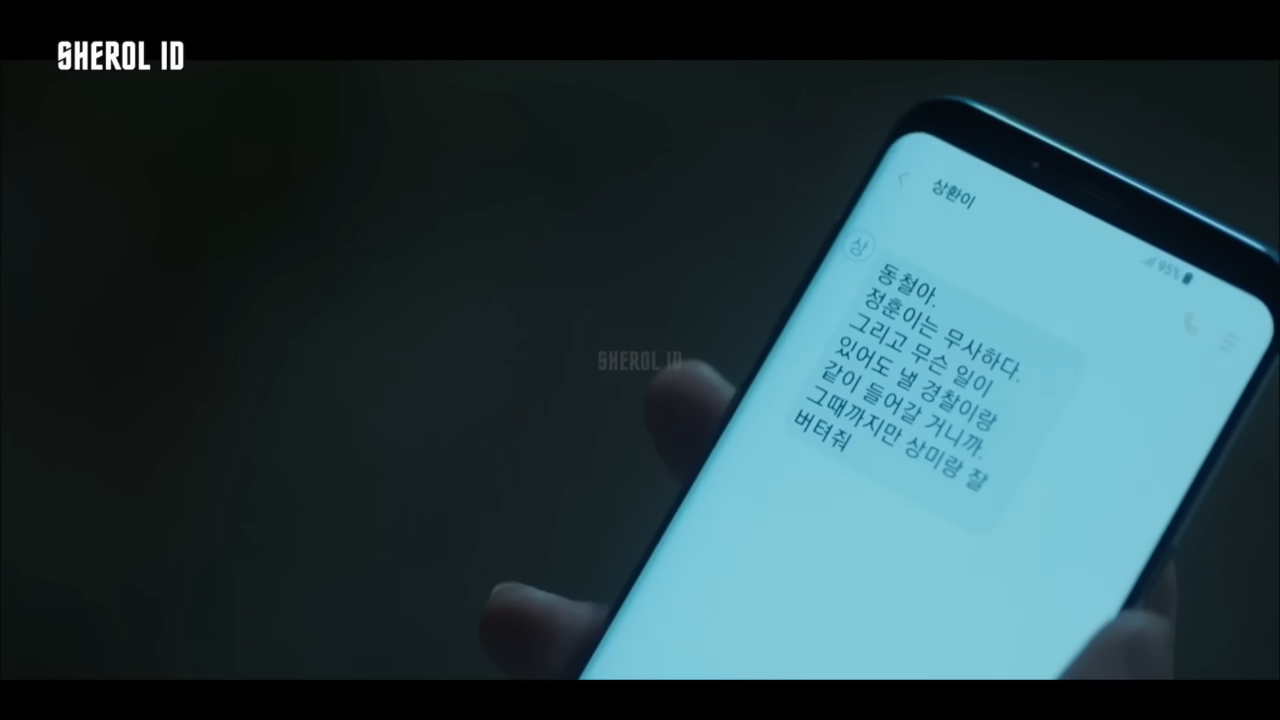 SHEROL ID
상환이
95%
상
동철아.
정훈이는 무사하다.
그리고 무슨 일이
있어도 낼 경찰이랑
같이 들어갈 거니까.
그때까지만 상미랑 잘
버텨줘
SHEROL ID